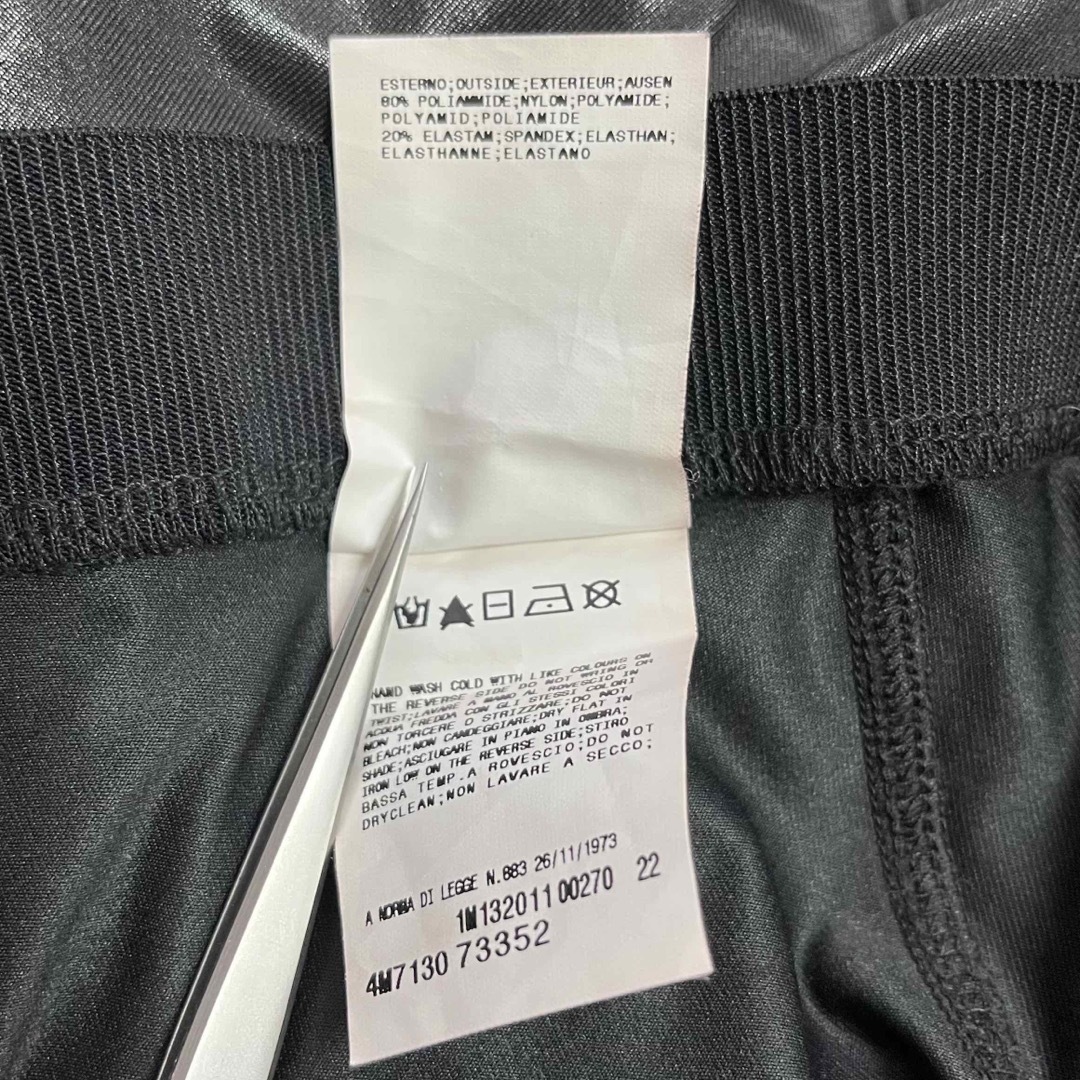 ESTERNO;OUTSIDE;EXTERIEUR;AUSEN
80% POLIAMMIDE;NYLON;POLYAMIDE;
POLYAMID;POLIAMIDE
20% ELASTAM;SPANDEX;ELASTHAN;
ELASTHANNE;ELASTANO
HAND WASH COLD WITH LIKE COLOURS ON
THE REVERSE SIDE DO NOT WRING OR
TWIST;LAVARE A MANO AL ROVESCIO IN
ACQUA FREDDA CON GLI STESSI COLORI
NON TORCERE O STRIZZARE;DO NOT
BLEACH;NON CANDEGGIARE;DRY FLAT IN
SHADE;ASCIUGARE IN PIANO IN OMBRA;
IRON LOW ON THE REVERSE SIDE;STIRO
BASSA TEMP.A ROVESCIO;DO NOT
DRYCLEAN;NON LAVARE A SECCO;
A NORMA DI LEGGE N.883 26/11/1973
1M132011 00270 22
4M7130 73352